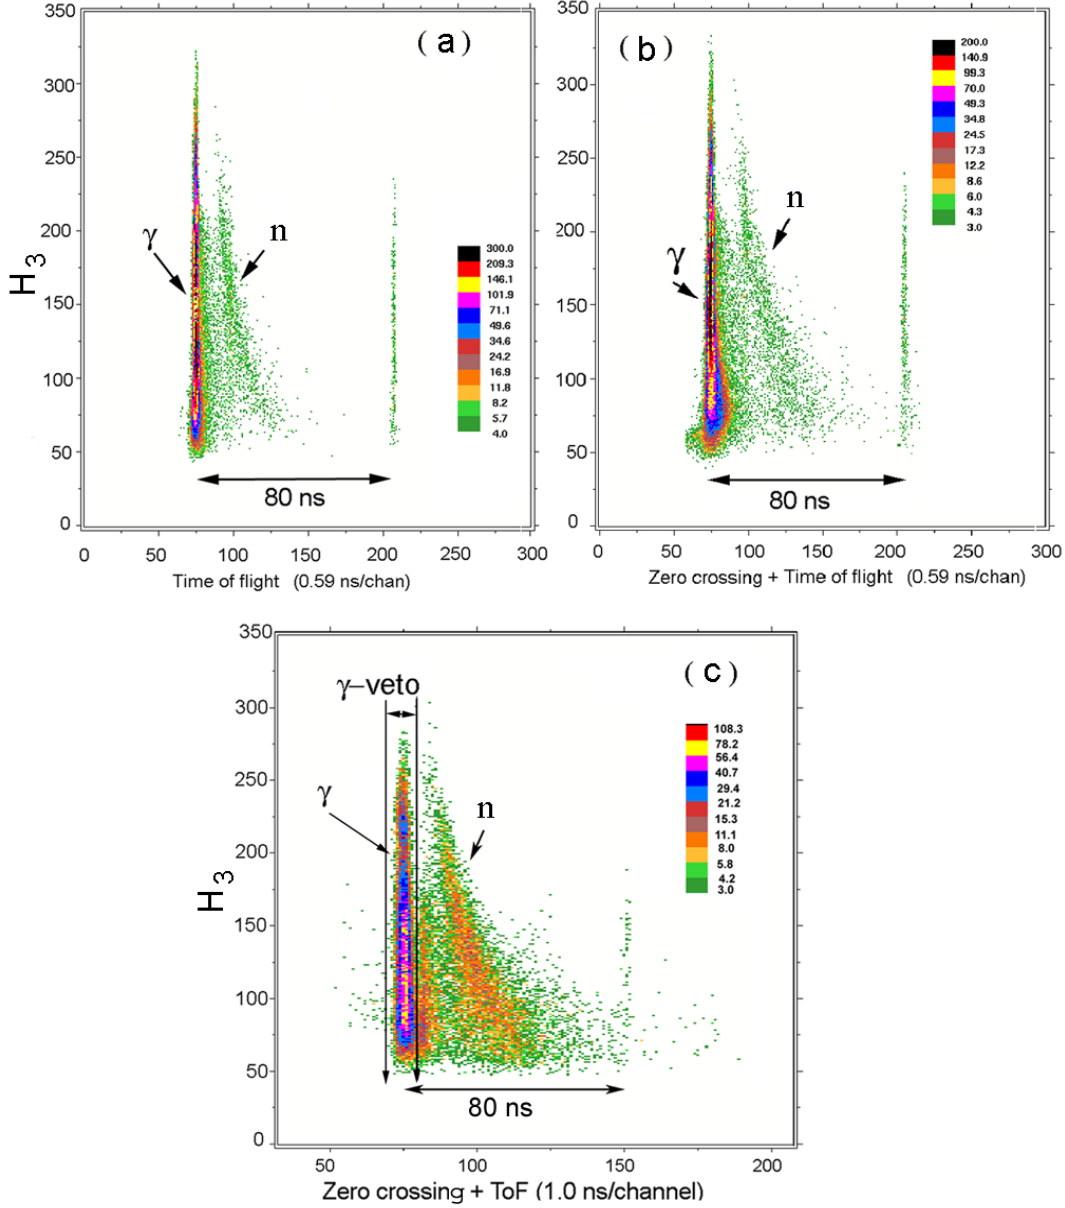 ( a )
350
300
250
200
150
100
50
0
H3
γ
n
300.0
209.3
146.1
101.9
71.1
49.6
34.6
24.2
16.9
11.8
8.2
5.7
4.0
80 ns
0 50 100 150 200 250 300
Time of flight (0.59 ns/chan)
( b )
350
300
250
200
150
100
50
0
γ
n
200.0
140.9
99.3
70.0
49.3
34.8
24.5
17.3
12.2
8.6
6.0
4.3
3.0
80 ns
0 50 100 150 200 250 300
Zero crossing + Time of flight (0.59 ns/chan)
( c )
350
300
250
200
150
100
50
0
H3
γ–veto
γ
n
108.3
78.2
56.4
40.7
29.4
21.2
15.3
11.1
8.0
5.8
4.2
3.0
80 ns
50 100 150 200
Zero crossing + ToF (1.0 ns/channel)